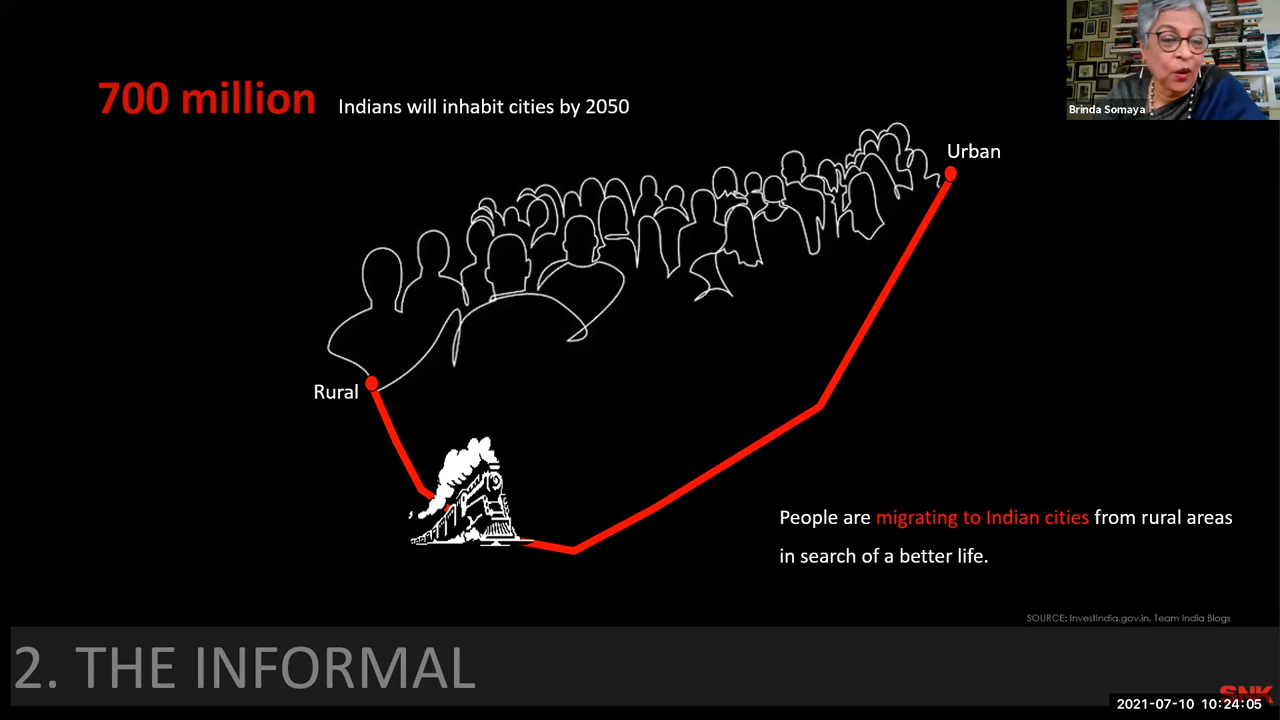 700 million Indians will inhabit cities by 2050
Brinda Somaya
Urban
Rural
People are migrating to Indian cities from rural areas
in search of a better life.
SOURCE: InvestIndia.gov.in, Team India Blogs
2. THE INFORMAL
SNK
2021-07-10 10:24:05